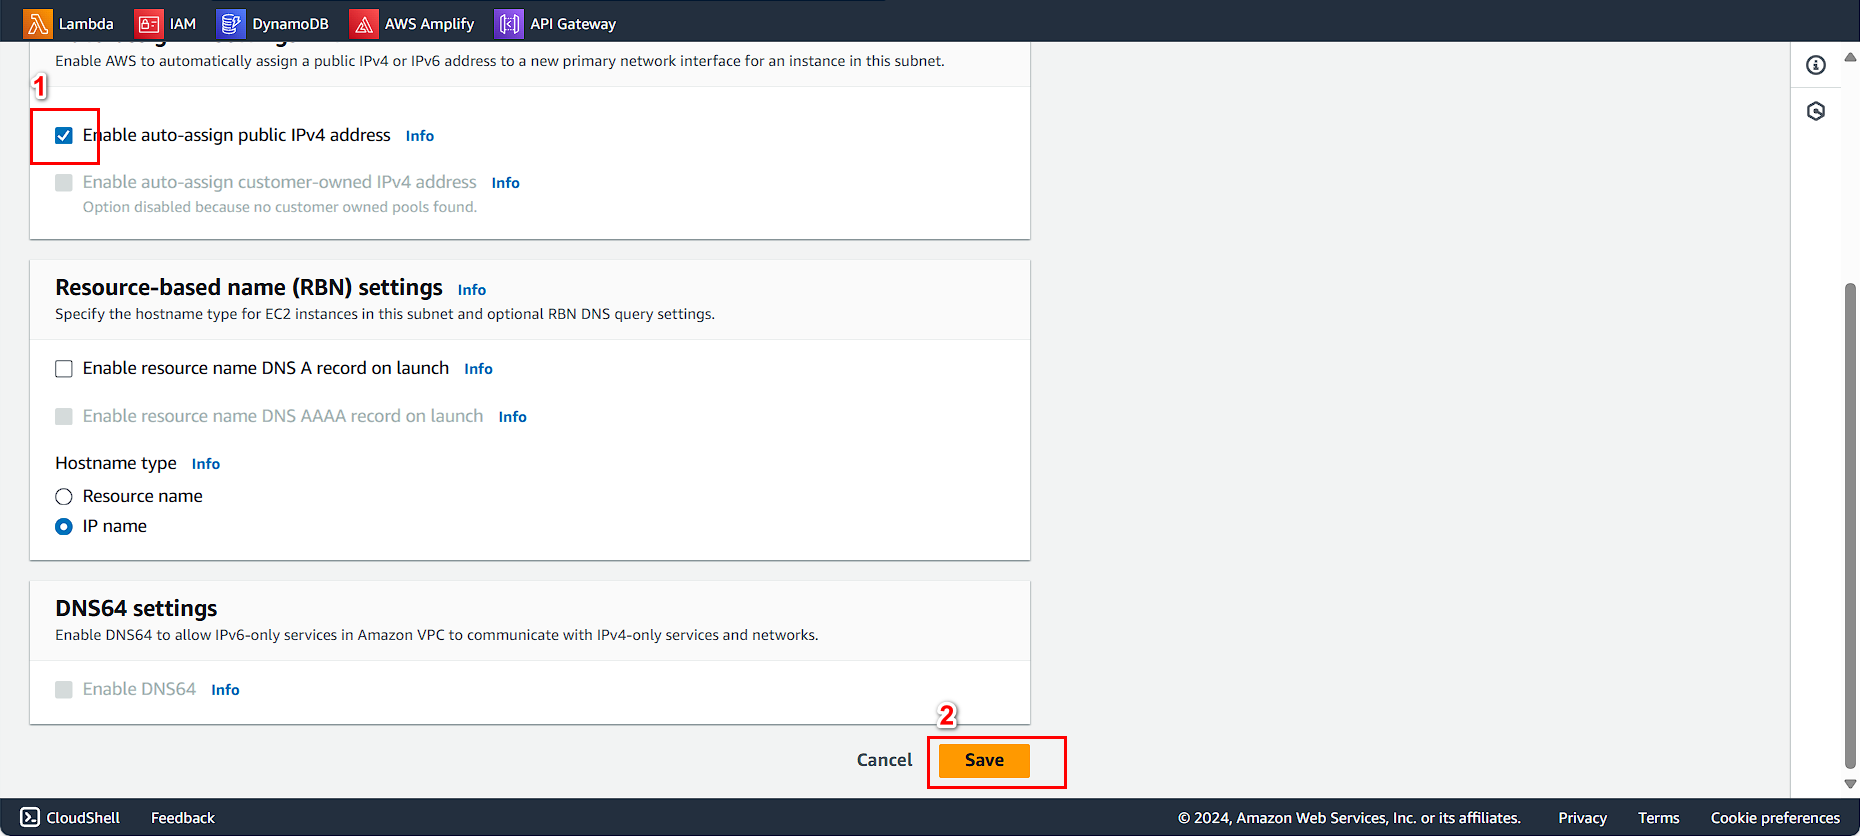 Lambda IAM DynamoDB AWS Amplify API Gateway
Enable AWS to automatically assign a public IPv4 or IPv6 address to a new primary network interface for an instance in this subnet.
1
Enable auto-assign public IPv4 address Info
Enable auto-assign customer-owned IPv4 address Info
Option disabled because no customer owned pools found.
Resource-based name (RBN) settings Info
Specify the hostname type for EC2 instances in this subnet and optional RBN DNS query settings.
Enable resource name DNS A record on launch Info
Enable resource name DNS AAAA record on launch Info
Hostname type Info
Resource name
IP name
DNS64 settings
Enable DNS64 to allow IPv6-only services in Amazon VPC to communicate with IPv4-only services and networks.
Enable DNS64 Info
2
Cancel Save
CloudShell Feedback © 2024, Amazon Web Services, Inc. or its affiliates. Privacy Terms Cookie preferences